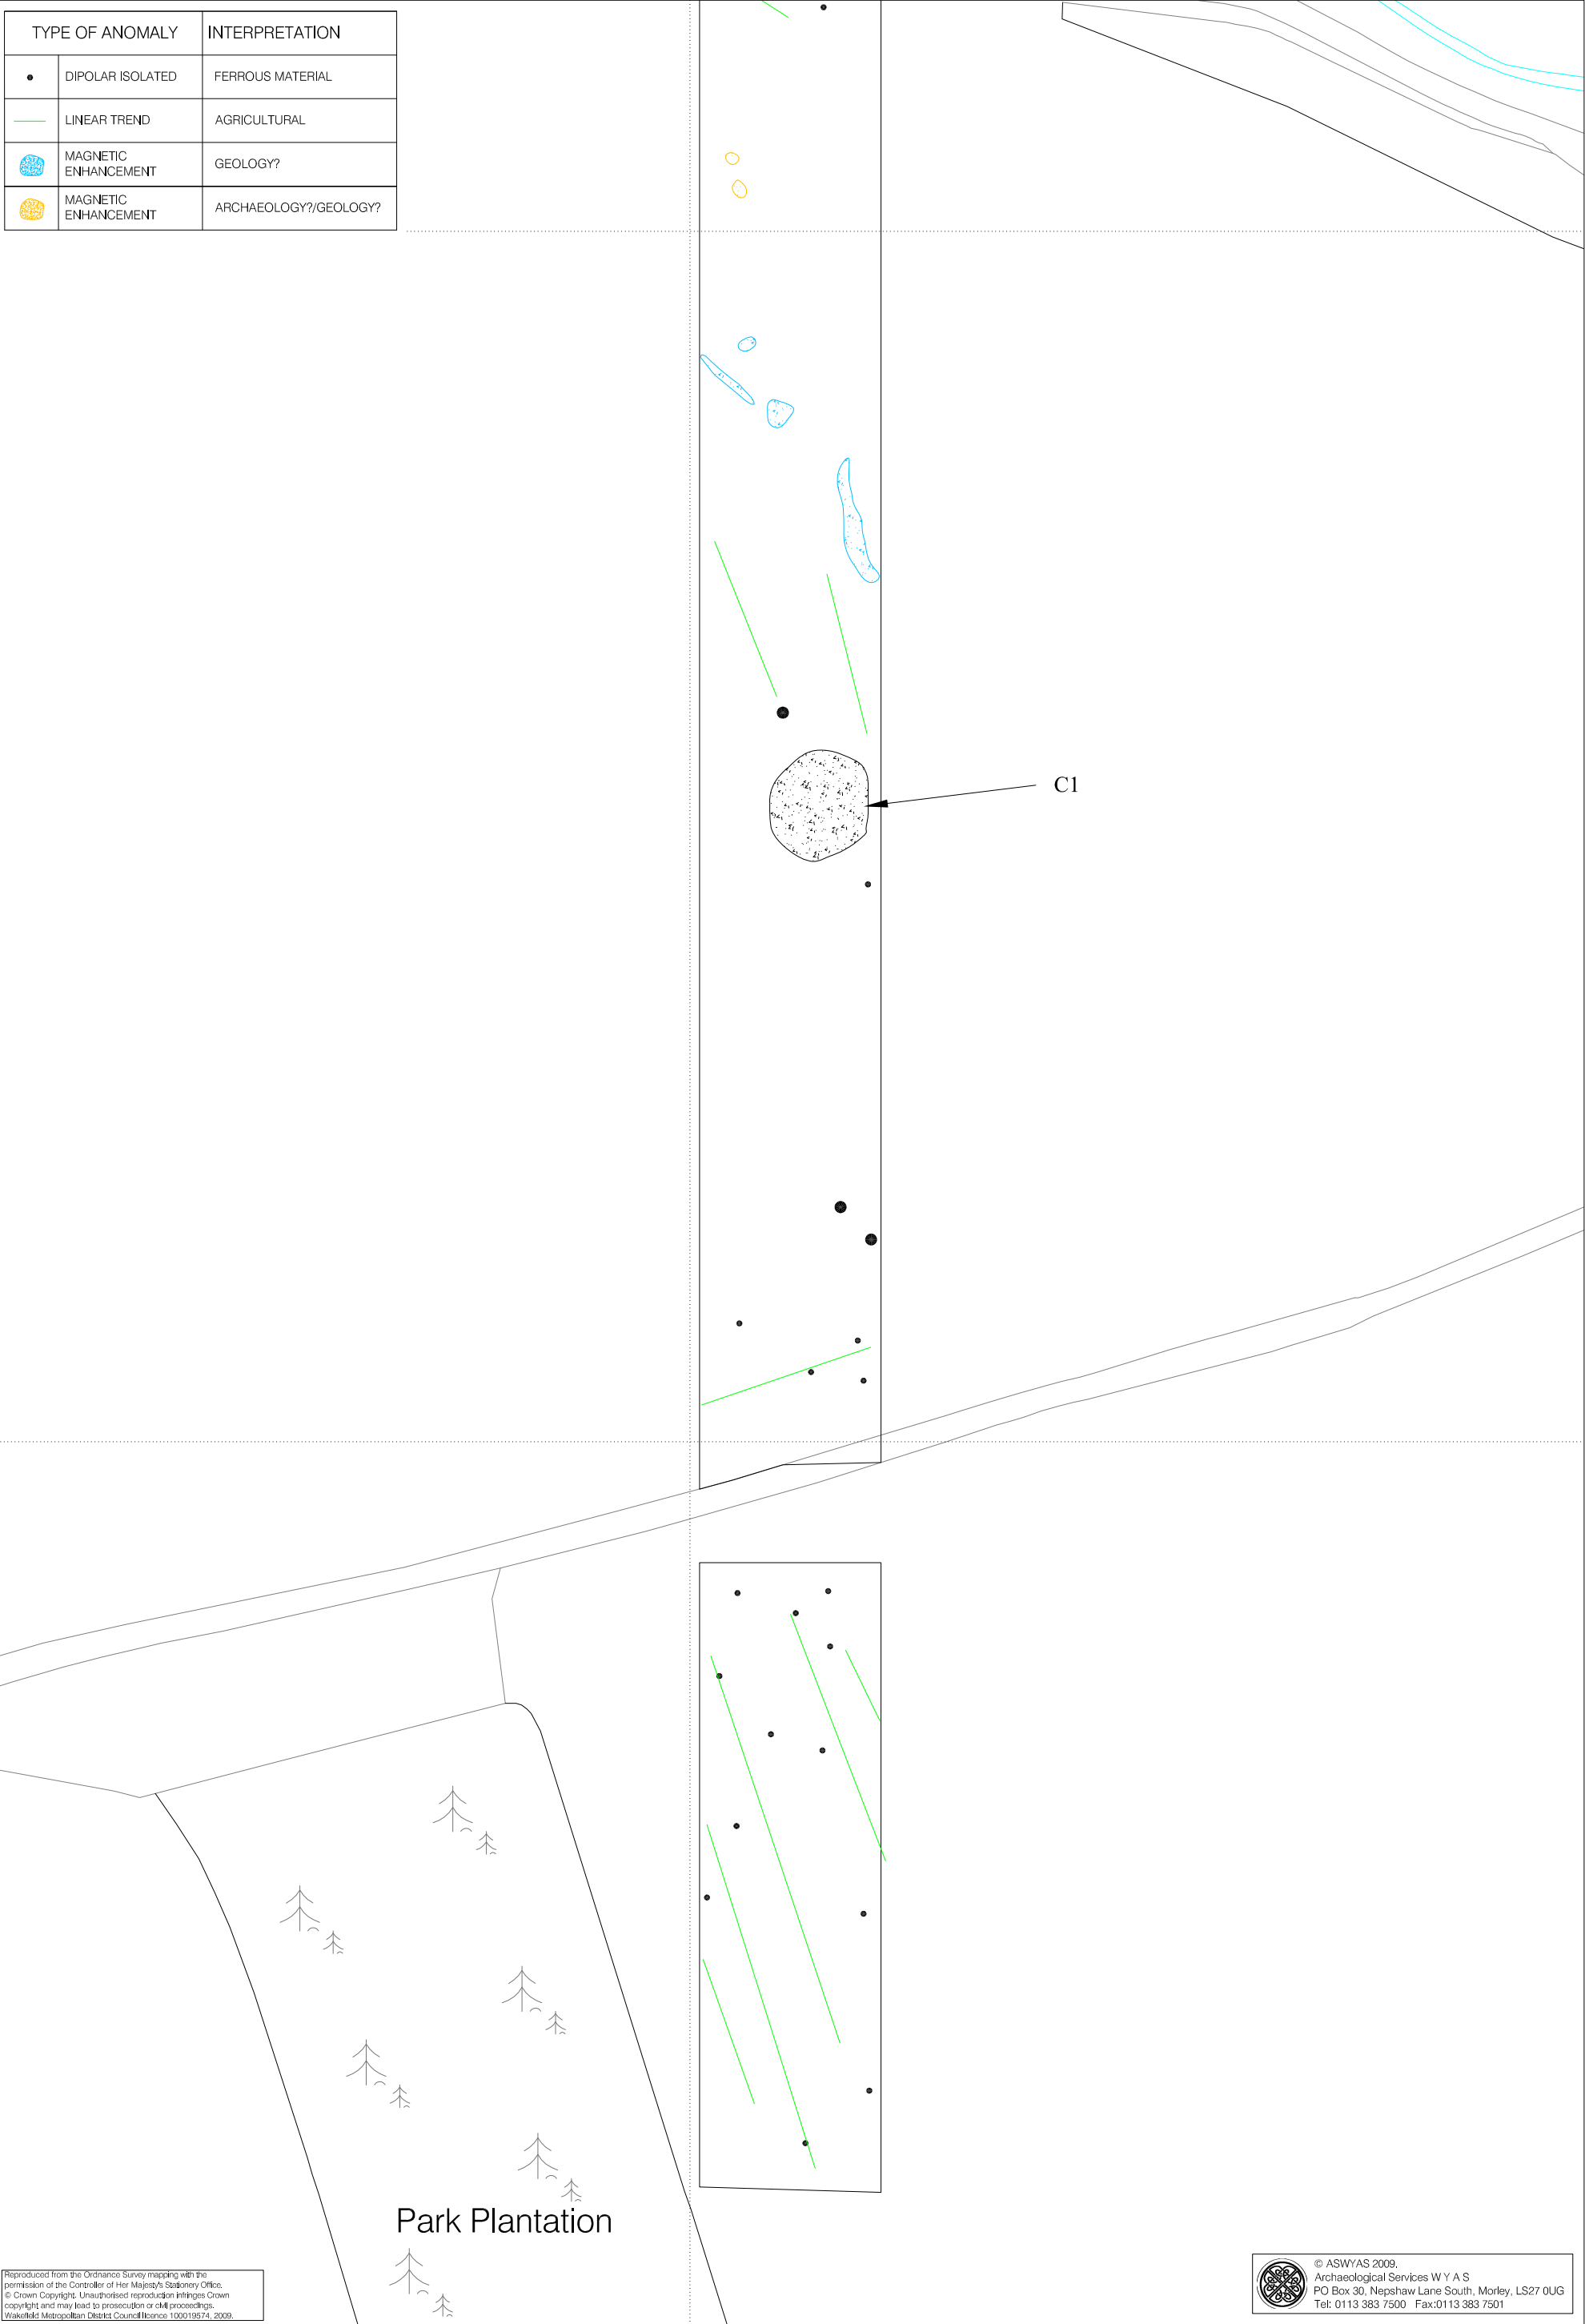 TYPE OF ANOMALY INTERPRETATION
DIPOLAR ISOLATED FERROUS MATERIAL
LINEAR TREND AGRICULTURAL
MAGNETIC
ENHANCEMENT
GEOLOGY?
MAGNETIC
ENHANCEMENT
ARCHAEOLOGY?/GEOLOGY?
C1
Park Plantation
Reproduced from the Ordnance Survey mapping with the
permission of the Controller of Her Majesty's Stationery Office.
© Crown Copyright. Unauthorised reproduction infringes Crown
copyright and may lead to prosecution or civil proceedings.
Wakefield Metropolitan District Council licence 100019574, 2009.
© ASWYAS 2009.
Archaeological Services W Y A S
PO Box 30, Nepshaw Lane South, Morley, LS27 0UG
Tel: 0113 383 7500 Fax:0113 383 7501